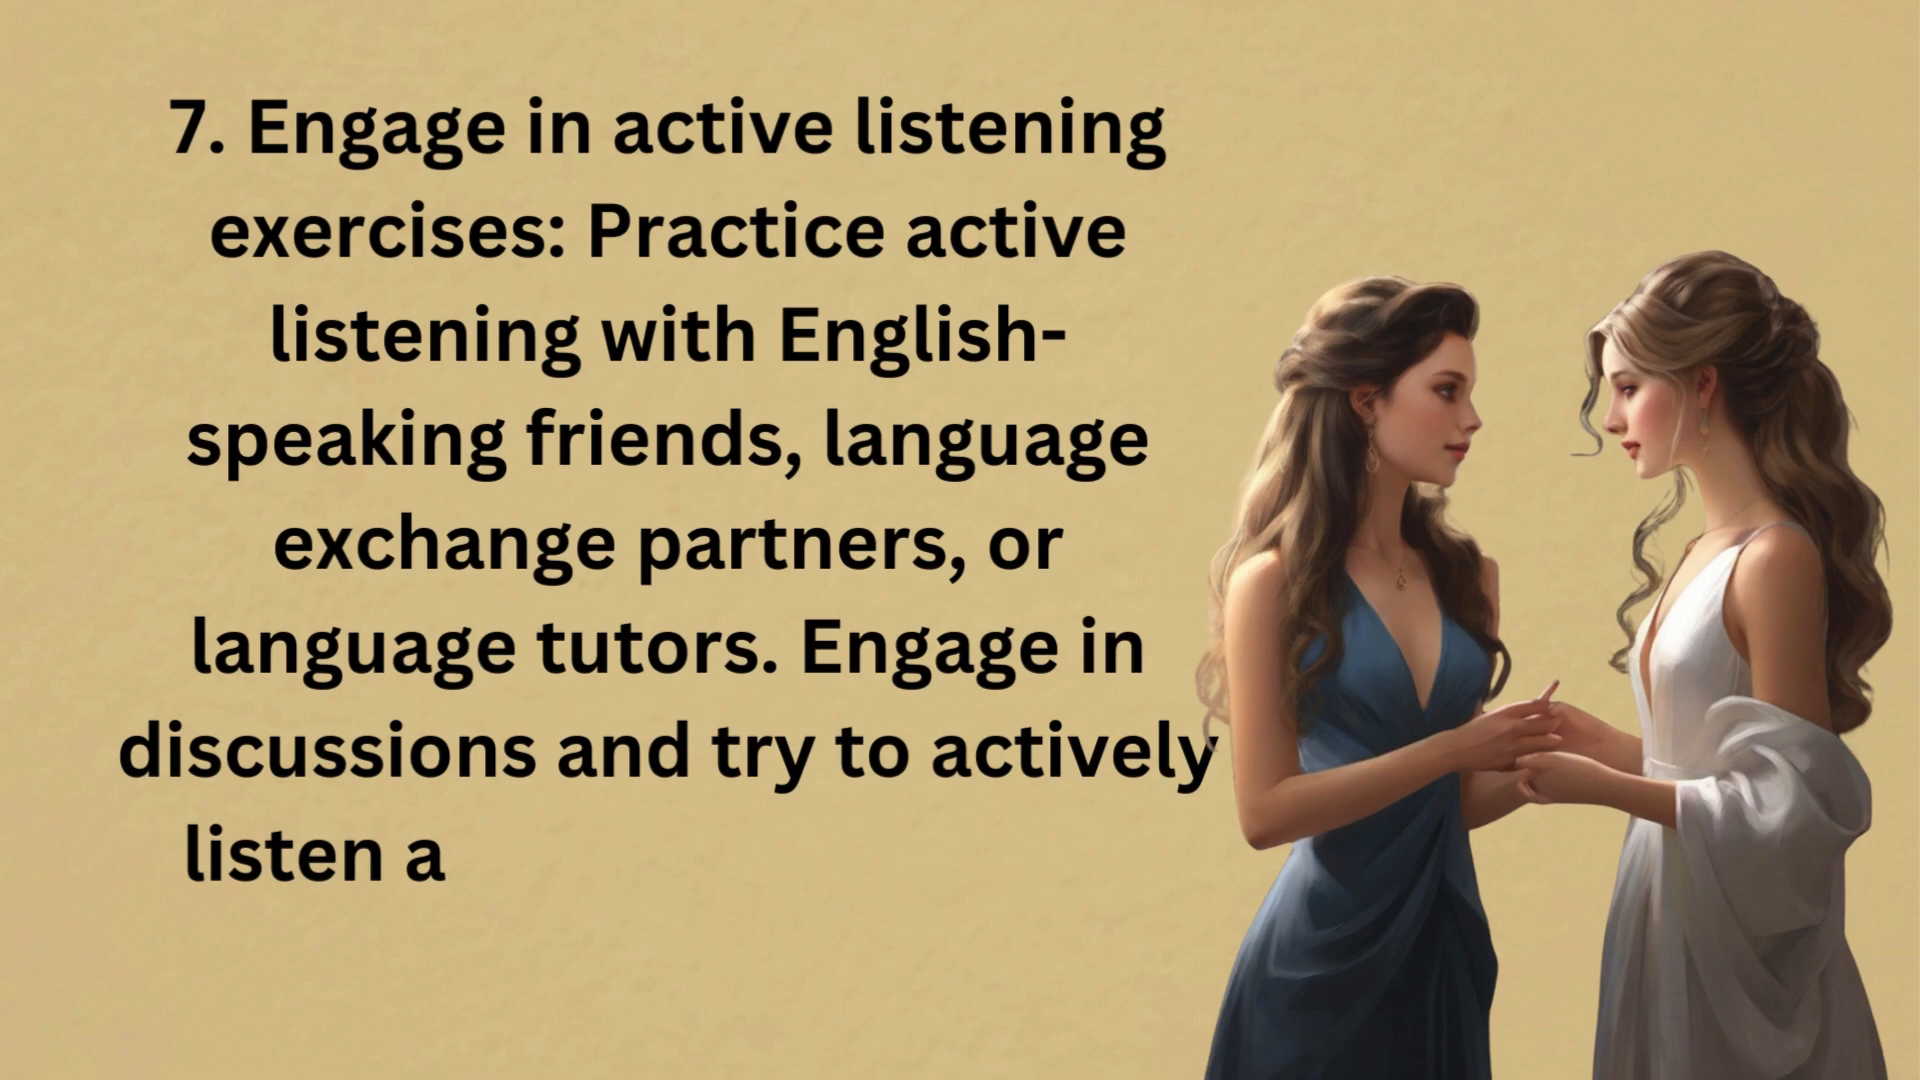 7. Engage in active listening
exercises: Practice active
listening with English-
speaking friends, language
exchange partners, or
language tutors. Engage in
discussions and try to actively
listen a